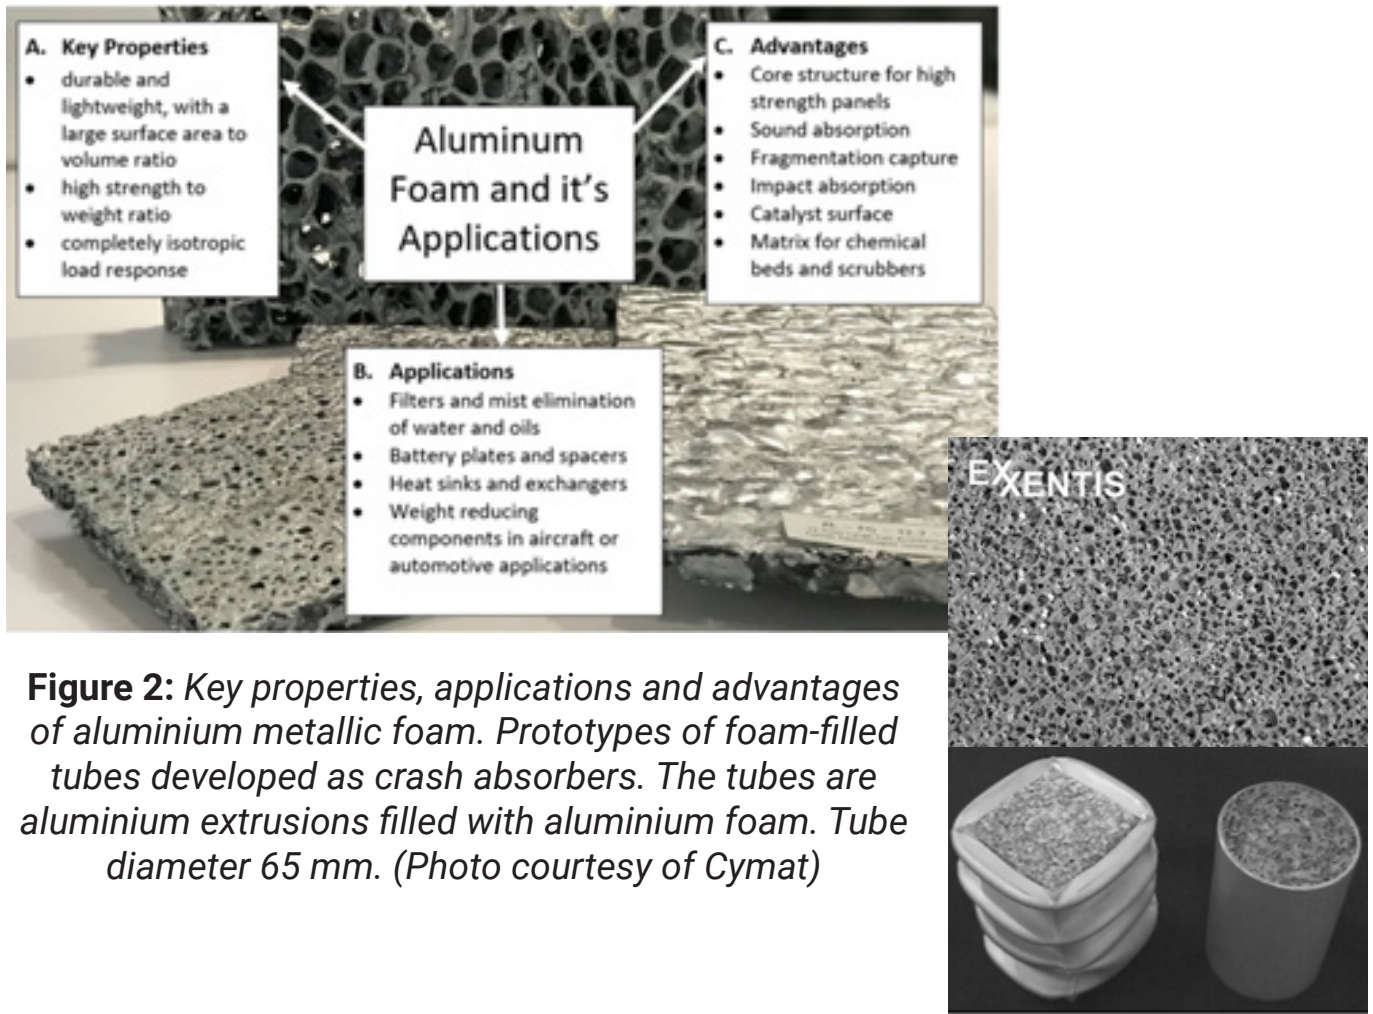 A. Key Properties
• durable and
lightweight, with a
large surface area to
volume ratio
• high strength to
weight ratio
• completely isotropic
load response
Aluminum
Foam and it's
Applications
C. Advantages
• Core structure for high
strength panels
• Sound absorption
• Fragmentation capture
• Impact absorption
• Catalyst surface
• Matrix for chemical
beds and scrubbers
B. Applications
• Filters and mist elimination
of water and oils
• Battery plates and spacers
• Heat sinks and exchangers
• Weight reducing
components in aircraft or
automotive applications
EXXENTIS
Figure 2: Key properties, applications and advantages
of aluminium metallic foam. Prototypes of foam-filled
tubes developed as crash absorbers. The tubes are
aluminium extrusions filled with aluminium foam. Tube
diameter 65 mm. (Photo courtesy of Cymat)